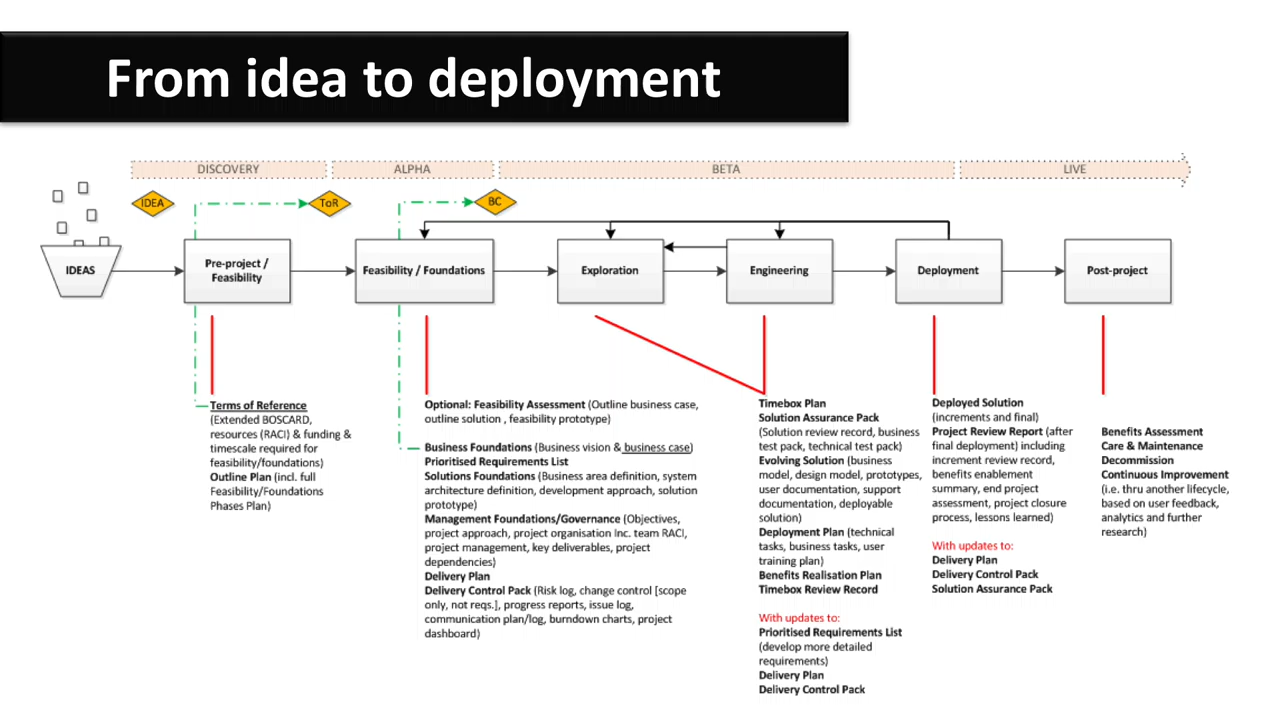 From idea to deployment
DISCOVERY
ALPHA
BETA
LIVE
IDEA
ToR
BC
IDEAS
Pre-project /
Feasibility
Feasibility / Foundations
Exploration
Engineering
Deployment
Post-project
Terms of Reference
(Extended BOSCARD,
resources (RACI) & funding &
timescale required for
feasibility/foundations)
Outline Plan (incl. full
Feasibility/Foundations
Phases Plan)
Optional: Feasibility Assessment (Outline business case,
outline solution , feasibility prototype)
Business Foundations (Business vision & business case)
Prioritised Requirements List
Solutions Foundations (Business area definition, system
architecture definition, development approach, solution
prototype)
Management Foundations/Governance (Objectives,
project approach, project organisation Inc. team RACI,
project management, key deliverables, project
dependencies)
Delivery Plan
Delivery Control Pack (Risk log, change control [scope
only, not reqs.], progress reports, issue log,
communication plan/log, burndown charts, project
dashboard)
Timebox Plan
Solution Assurance Pack
(Solution review record, business
test pack, technical test pack)
Evolving Solution (business
model, design model, prototypes,
user documentation, support
documentation, deployable
solution)
Deployment Plan (technical
tasks, business tasks, user
training plan)
Benefits Realisation Plan
Timebox Review Record
With updates to:
Prioritised Requirements List
(develop more detailed
requirements)
Delivery Plan
Delivery Control Pack
Deployed Solution
(increments and final)
Project Review Report (after
final deployment) including
increment review record,
benefits enablement
summary, end project
assessment, project closure
process, lessons learned)
With updates to:
Delivery Plan
Delivery Control Pack
Solution Assurance Pack
Benefits Assessment
Care & Maintenance
Decommission
Continuous Improvement
(i.e. thru another lifecycle,
based on user feedback,
analytics and further
research)